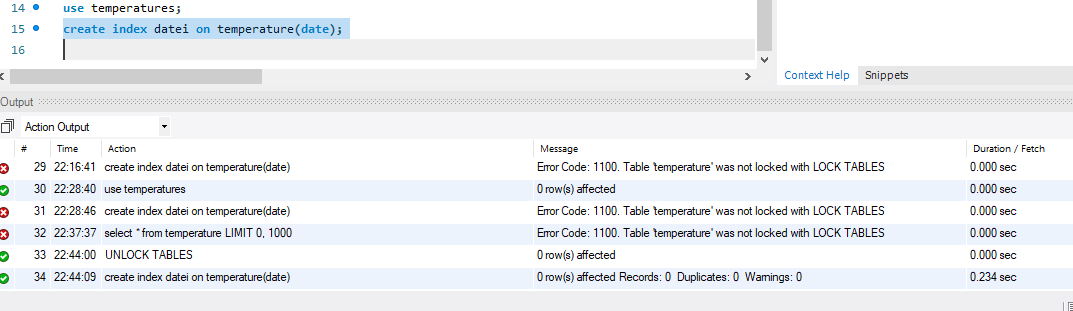 14 use temperatures;
15 create index datei on temperature(date);
16
Context Help Snippets
Output
Action Output
# Time Action Message Duration / Fetch
29 22:16:41 create index datei on temperature(date) Error Code: 1100. Table 'temperature' was not locked with LOCK TABLES 0.000 sec
30 22:28:40 use temperatures 0 row(s) affected 0.000 sec
31 22:28:46 create index datei on temperature(date) Error Code: 1100. Table 'temperature' was not locked with LOCK TABLES 0.000 sec
32 22:37:37 select * from temperature LIMIT 0, 1000 Error Code: 1100. Table 'temperature' was not locked with LOCK TABLES 0.000 sec
33 22:44:00 UNLOCK TABLES 0 row(s) affected 0.000 sec
34 22:44:09 create index datei on temperature(date) 0 row(s) affected Records: 0 Duplicates: 0 Warnings: 0 0.234 sec